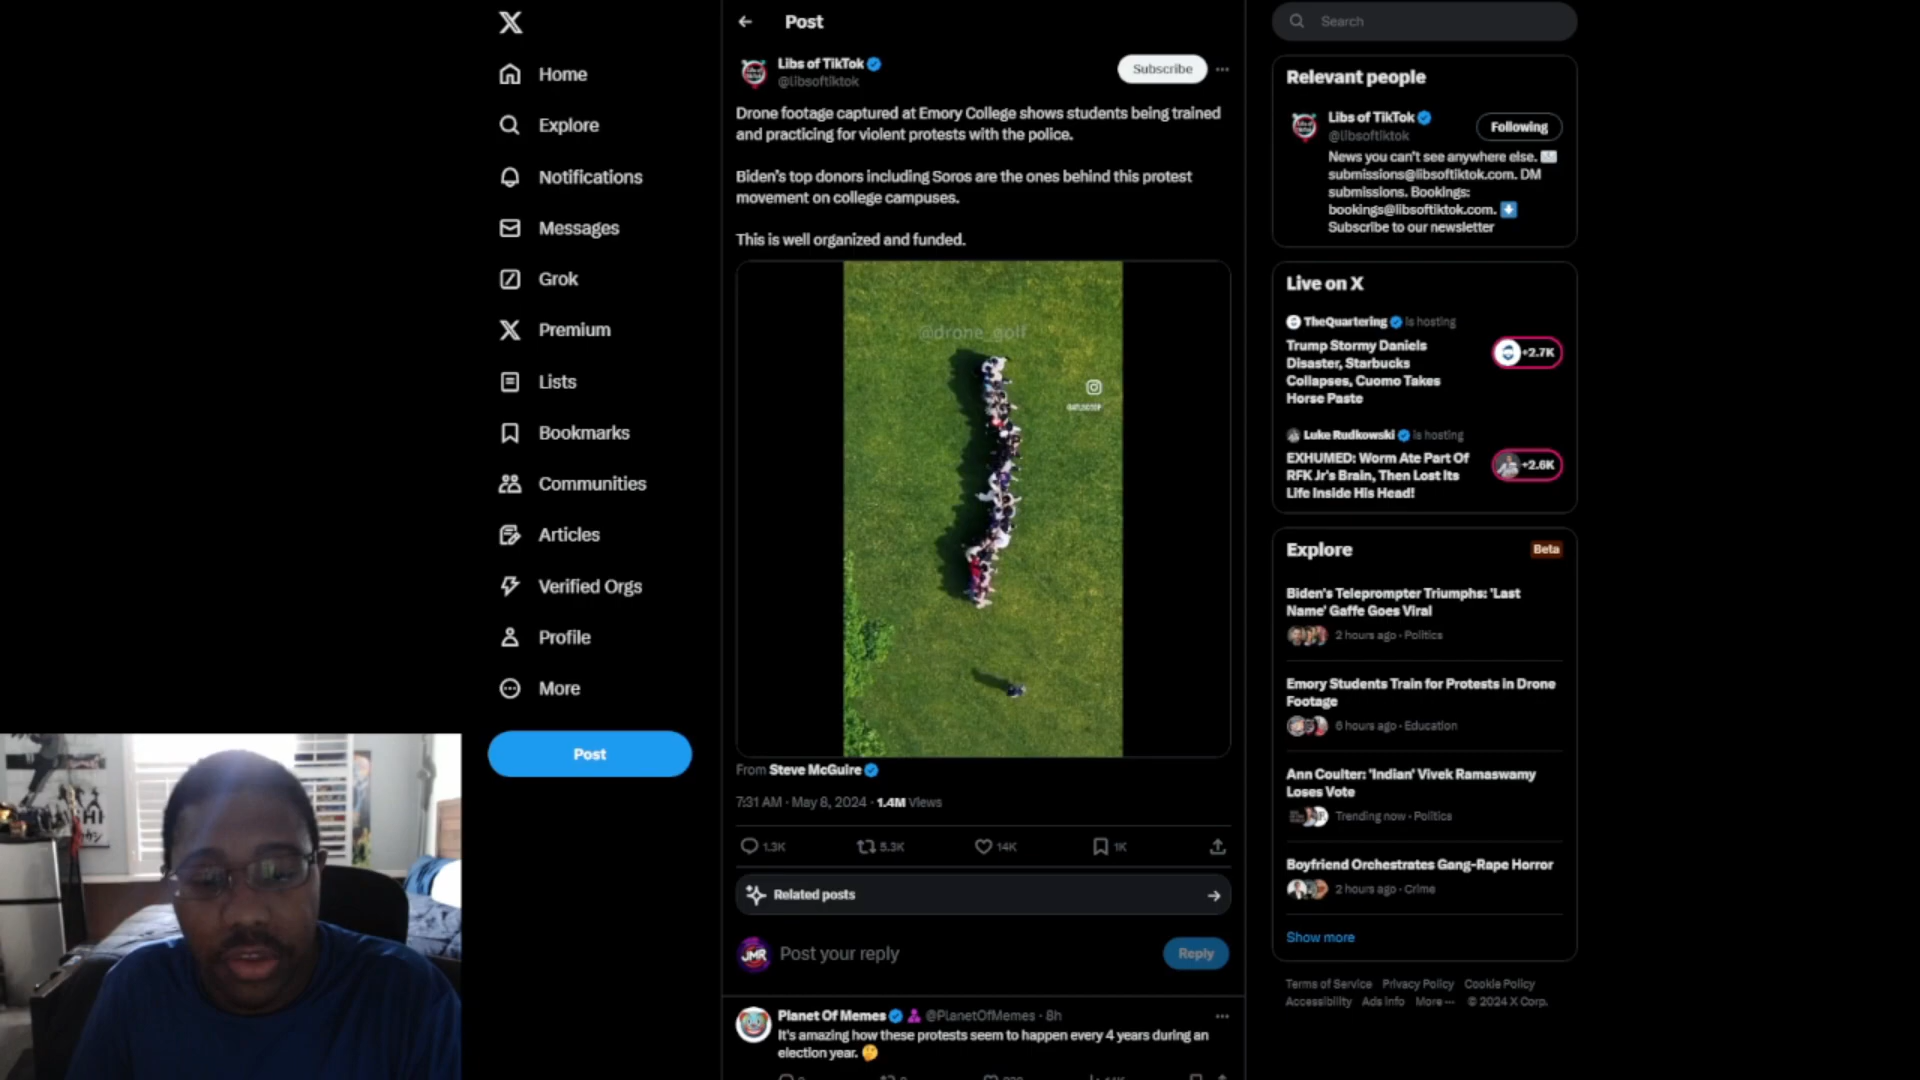 Home
Explore
Notifications
Messages
Grok
Premium
Lists
Bookmarks
Communities
Articles
Verified Orgs
Profile
More
Post
Post
Libs of TikTok
@libsoftiktok
Subscribe
Drone footage captured at Emory College shows students being trained
and practicing for violent protests with the police.
Biden's top donors including Soros are the ones behind this protest
movement on college campuses.
This is well organized and funded.
@drone_golf
From Steve McGuire
7:31 AM · May 8, 2024 · 1.4M Views
1.3K
5.3K
14K
1K
Related posts
JMR
Post your reply
Reply
Planet Of Memes @PlanetOfMemes · 8h
It's amazing how these protests seem to happen every 4 years during an
election year.
Search
Relevant people
Libs of TikTok
@libsoftiktok
Following
News you can't see anywhere else.
submissions@libsoftiktok.com. DM
submissions. Bookings:
bookings@libsoftiktok.com.
Subscribe to our newsletter
Live on X
TheQuartering is hosting
Trump Stormy Daniels
Disaster, Starbucks
Collapses, Cuomo Takes
Horse Paste
+2.7K
Luke Rudkowski is hosting
EXHUMED: Worm Ate Part Of
RFK Jr's Brain, Then Lost Its
Life Inside His Head!
+2.6K
Explore
Beta
Biden's Teleprompter Triumphs: 'Last
Name' Gaffe Goes Viral
2 hours ago · Politics
Emory Students Train for Protests in Drone
Footage
6 hours ago · Education
Ann Coulter: 'Indian' Vivek Ramaswamy
Loses Vote
Trending now · Politics
Boyfriend Orchestrates Gang-Rape Horror
2 hours ago · Crime
Show more
Terms of Service Privacy Policy Cookie Policy
Accessibility Ads info More ··· © 2024 X Corp.